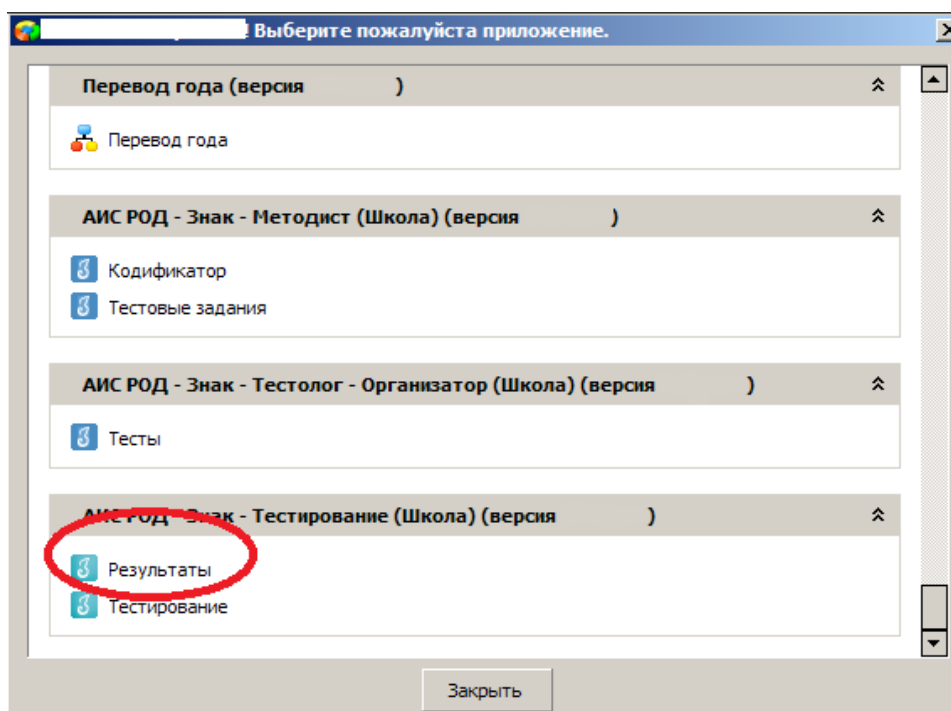 ! Выберите пожалуйста приложение.
Перевод года (версия )
Перевод года
АИС РОД - Знак - Методист (Школа) (версия )
Кодификатор
Тестовые задания
АИС РОД - Знак - Тестолог - Организатор (Школа) (версия )
Тесты
АИС РОД - Знак - Тестирование (Школа) (версия )
Результаты
Тестирование
Закрыть